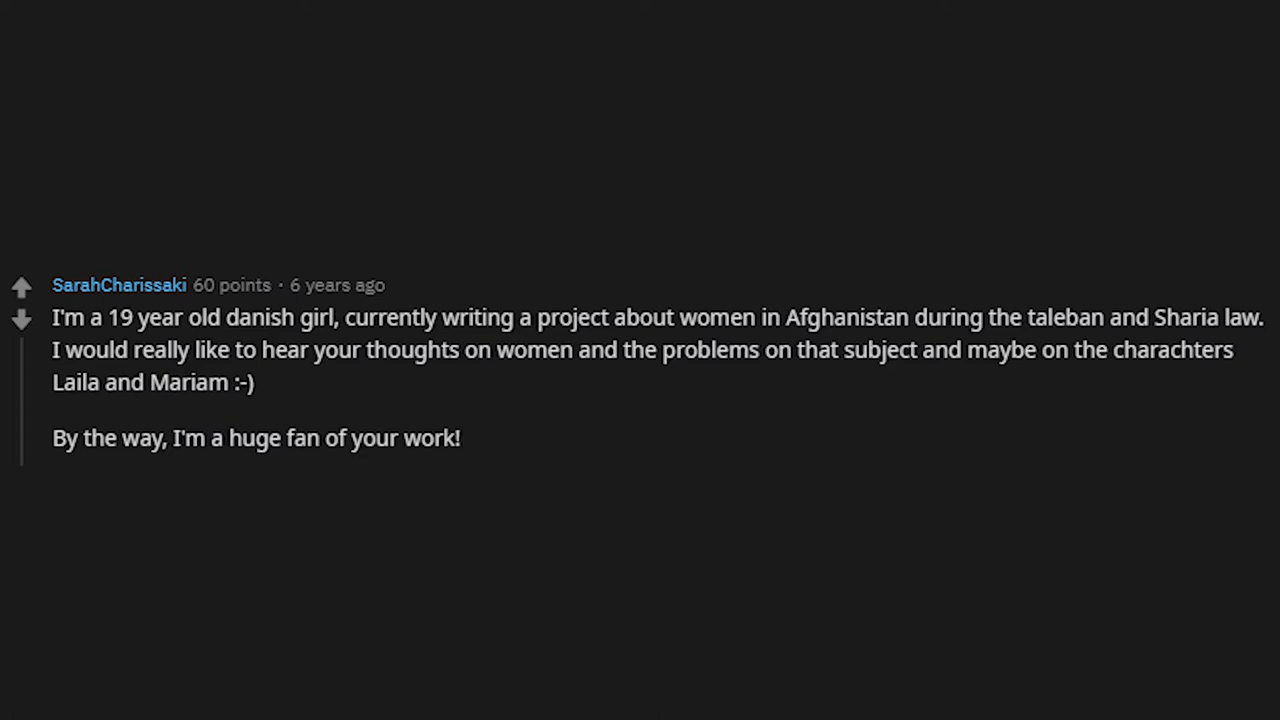 SarahCharissaki 60 points · 6 years ago
I'm a 19 year old danish girl, currently writing a project about women in Afghanistan during the taleban and Sharia law.
I would really like to hear your thoughts on women and the problems on that subject and maybe on the charachters
Laila and Mariam :-)
By the way, I'm a huge fan of your work!